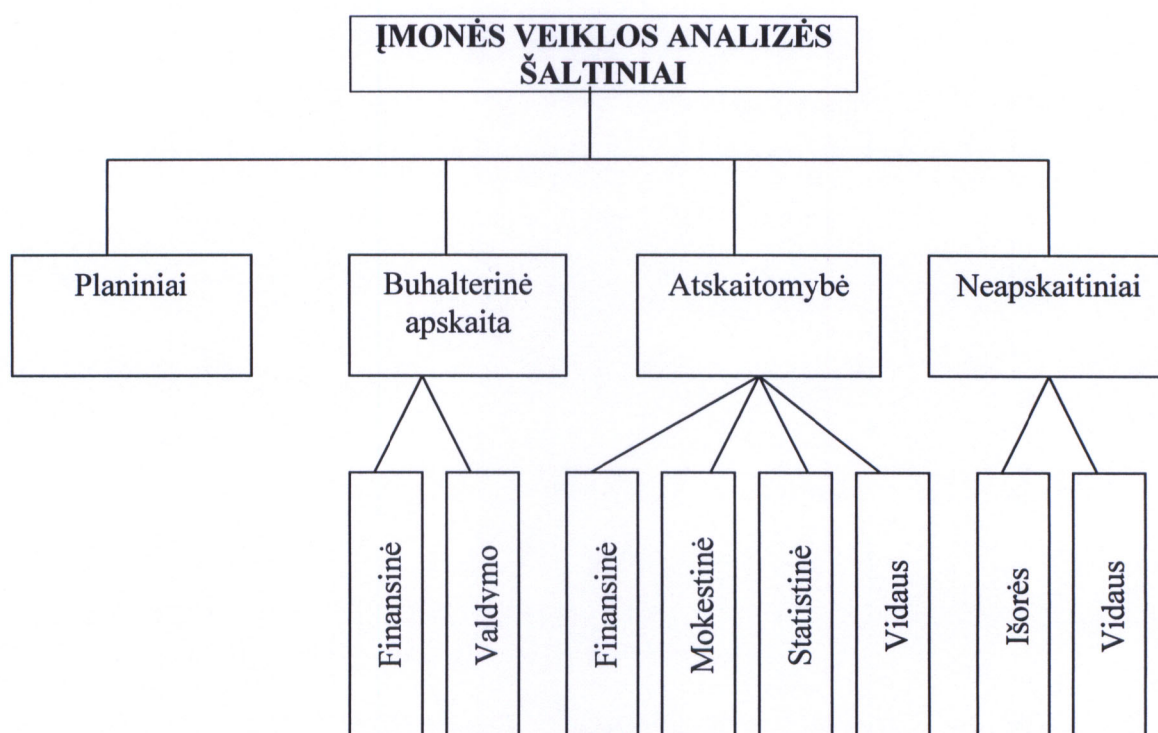 ĮMONĖS VEIKLOS ANALIZĖS
ŠALTINIAI
Planiniai
Buhalterinė
apskaita
Atskaitomybė
Neapskaitiniai
Finansinė
Valdymo
Finansinė
Mokestinė
Statistinė
Vidaus
Išorės
Vidaus